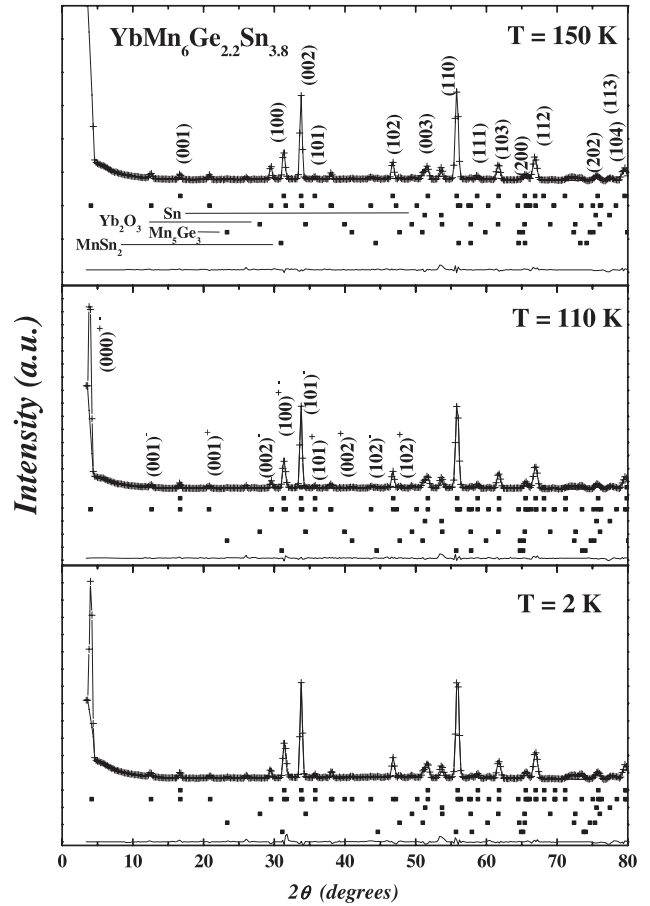 YbMn6Ge2.2Sn3.8
T = 150 K
(001)
(100)
(002)
(101)
(102)
(003)
(110)
(111)
(103)
(200)
(112)
(202)
(104)
(113)
Sn
Yb2O3
Mn5Ge3
MnSn2
T = 110 K
(000)+-
(001)-
(001)+
(002)-
(100)+-
(101)-
(101)+
(002)+
(102)-
(102)+
T = 2 K
Intensity (a.u.)
0 10 20 30 40 50 60 70 80
2θ (degrees)